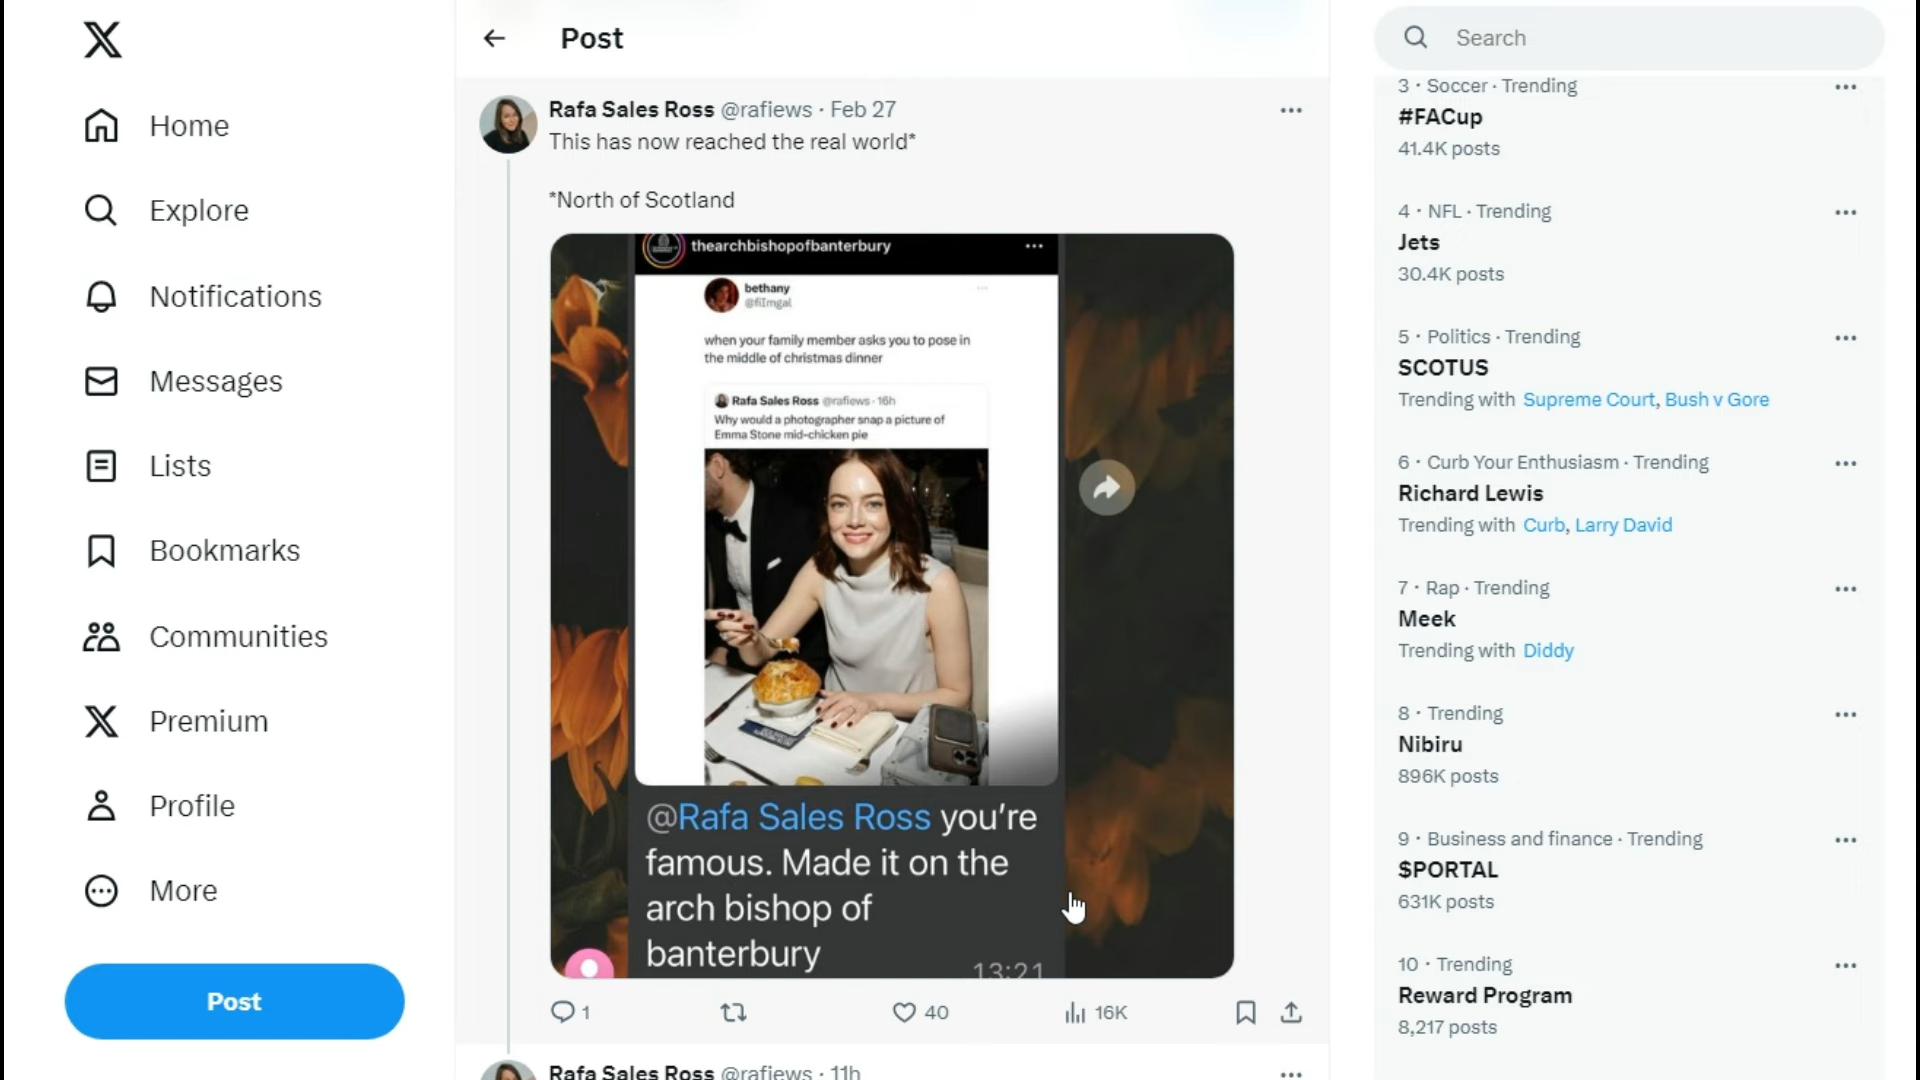 Home
Explore
Notifications
Messages
Lists
Bookmarks
Communities
Premium
Profile
More
Post
Post
Rafa Sales Ross @rafiews · Feb 27
This has now reached the real world*
*North of Scotland
thearchbishopofbanterbury
bethany
@fiImgal
when your family member asks you to pose in
the middle of christmas dinner
Rafa Sales Ross @rafiews · 16h
Why would a photographer snap a picture of
Emma Stone mid-chicken pie
@Rafa Sales Ross you're
famous. Made it on the
arch bishop of
banterbury
13:21
1
40
16K
Rafa Sales Ross @rafiews · 11h
Search
3 · Soccer · Trending
#FACup
41.4K posts
4 · NFL · Trending
Jets
30.4K posts
5 · Politics · Trending
SCOTUS
Trending with Supreme Court, Bush v Gore
6 · Curb Your Enthusiasm · Trending
Richard Lewis
Trending with Curb, Larry David
7 · Rap · Trending
Meek
Trending with Diddy
8 · Trending
Nibiru
896K posts
9 · Business and finance · Trending
$PORTAL
631K posts
10 · Trending
Reward Program
8,217 posts